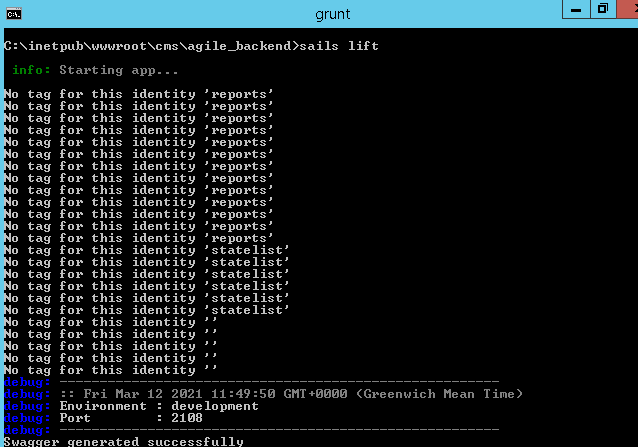 grunt
C:\inetpub\wwwroot\cms\agile_backend>sails lift
info: Starting app...
No tag for this identity 'reports'
No tag for this identity 'reports'
No tag for this identity 'reports'
No tag for this identity 'reports'
No tag for this identity 'reports'
No tag for this identity 'reports'
No tag for this identity 'reports'
No tag for this identity 'reports'
No tag for this identity 'reports'
No tag for this identity 'reports'
No tag for this identity 'reports'
No tag for this identity 'reports'
No tag for this identity 'reports'
No tag for this identity 'statelist'
No tag for this identity 'statelist'
No tag for this identity 'statelist'
No tag for this identity 'statelist'
No tag for this identity 'statelist'
No tag for this identity 'statelist'
No tag for this identity ''
No tag for this identity ''
No tag for this identity ''
No tag for this identity ''
No tag for this identity ''
debug: -------------------------------------------------------
debug: :: Fri Mar 12 2021 11:49:50 GMT+0000 (Greenwich Mean Time)
debug: Environment : development
debug: Port        : 2108
debug: -------------------------------------------------------
Swagger generated successfully